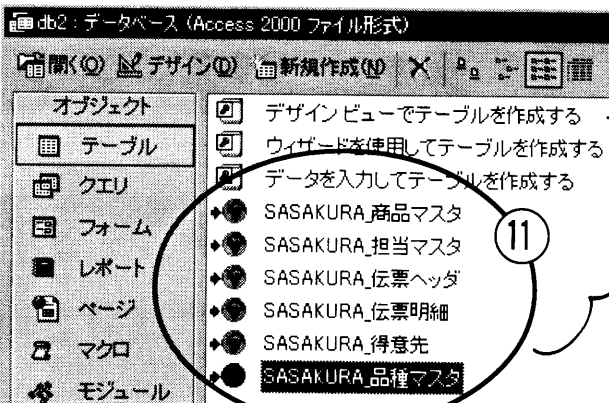 db2 : データベース (Access 2000 ファイル形式)
開く(O) デザイン(D) 新規作成(N)
オブジェクト
テーブル
クエリ
フォーム
レポート
ページ
マクロ
モジュール
デザイン ビューでテーブルを作成する
ウィザードを使用してテーブルを作成する
データを入力してテーブルを作成する
SASAKURA_商品マスタ
SASAKURA_担当マスタ
SASAKURA_伝票ヘッダ
SASAKURA_伝票明細
SASAKURA_得意先
SASAKURA_品種マスタ
11